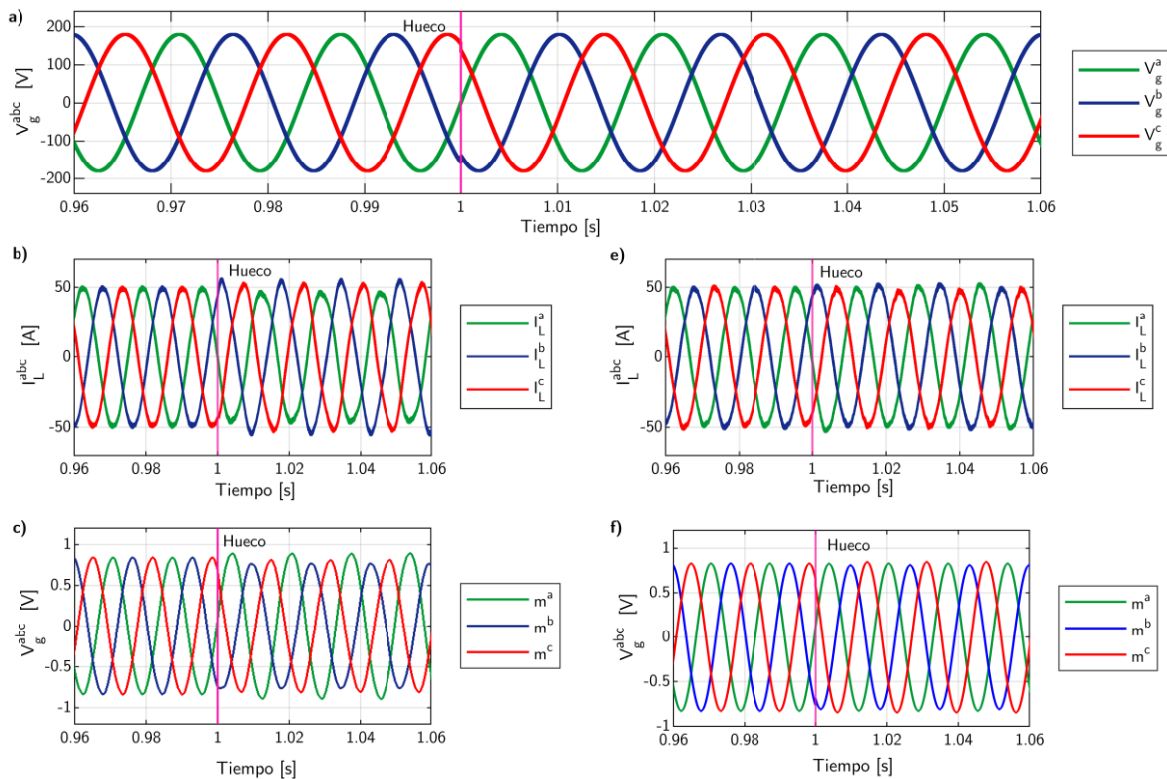 a)
Hueco
200
100
0
-100
-200
V_g^abc [V]
0.96 0.97 0.98 0.99 1 1.01 1.02 1.03 1.04 1.05 1.06
Tiempo [s]
V_g^a
V_g^b
V_g^c
b)
Hueco
50
0
-50
I_L^abc [A]
0.96 0.98 1 1.02 1.04 1.06
Tiempo [s]
I_L^a
I_L^b
I_L^c
e)
Hueco
50
0
-50
I_L^abc [A]
0.96 0.98 1 1.02 1.04 1.06
Tiempo [s]
I_L^a
I_L^b
I_L^c
c)
Hueco
1
0.5
0
-0.5
-1
V_g^abc [V]
0.96 0.98 1 1.02 1.04 1.06
Tiempo [s]
m^a
m^b
m^c
f)
Hueco
1
0.5
0
-0.5
-1
V_g^abc [V]
0.96 0.98 1 1.02 1.04 1.06
Tiempo [s]
m^a
m^b
m^c